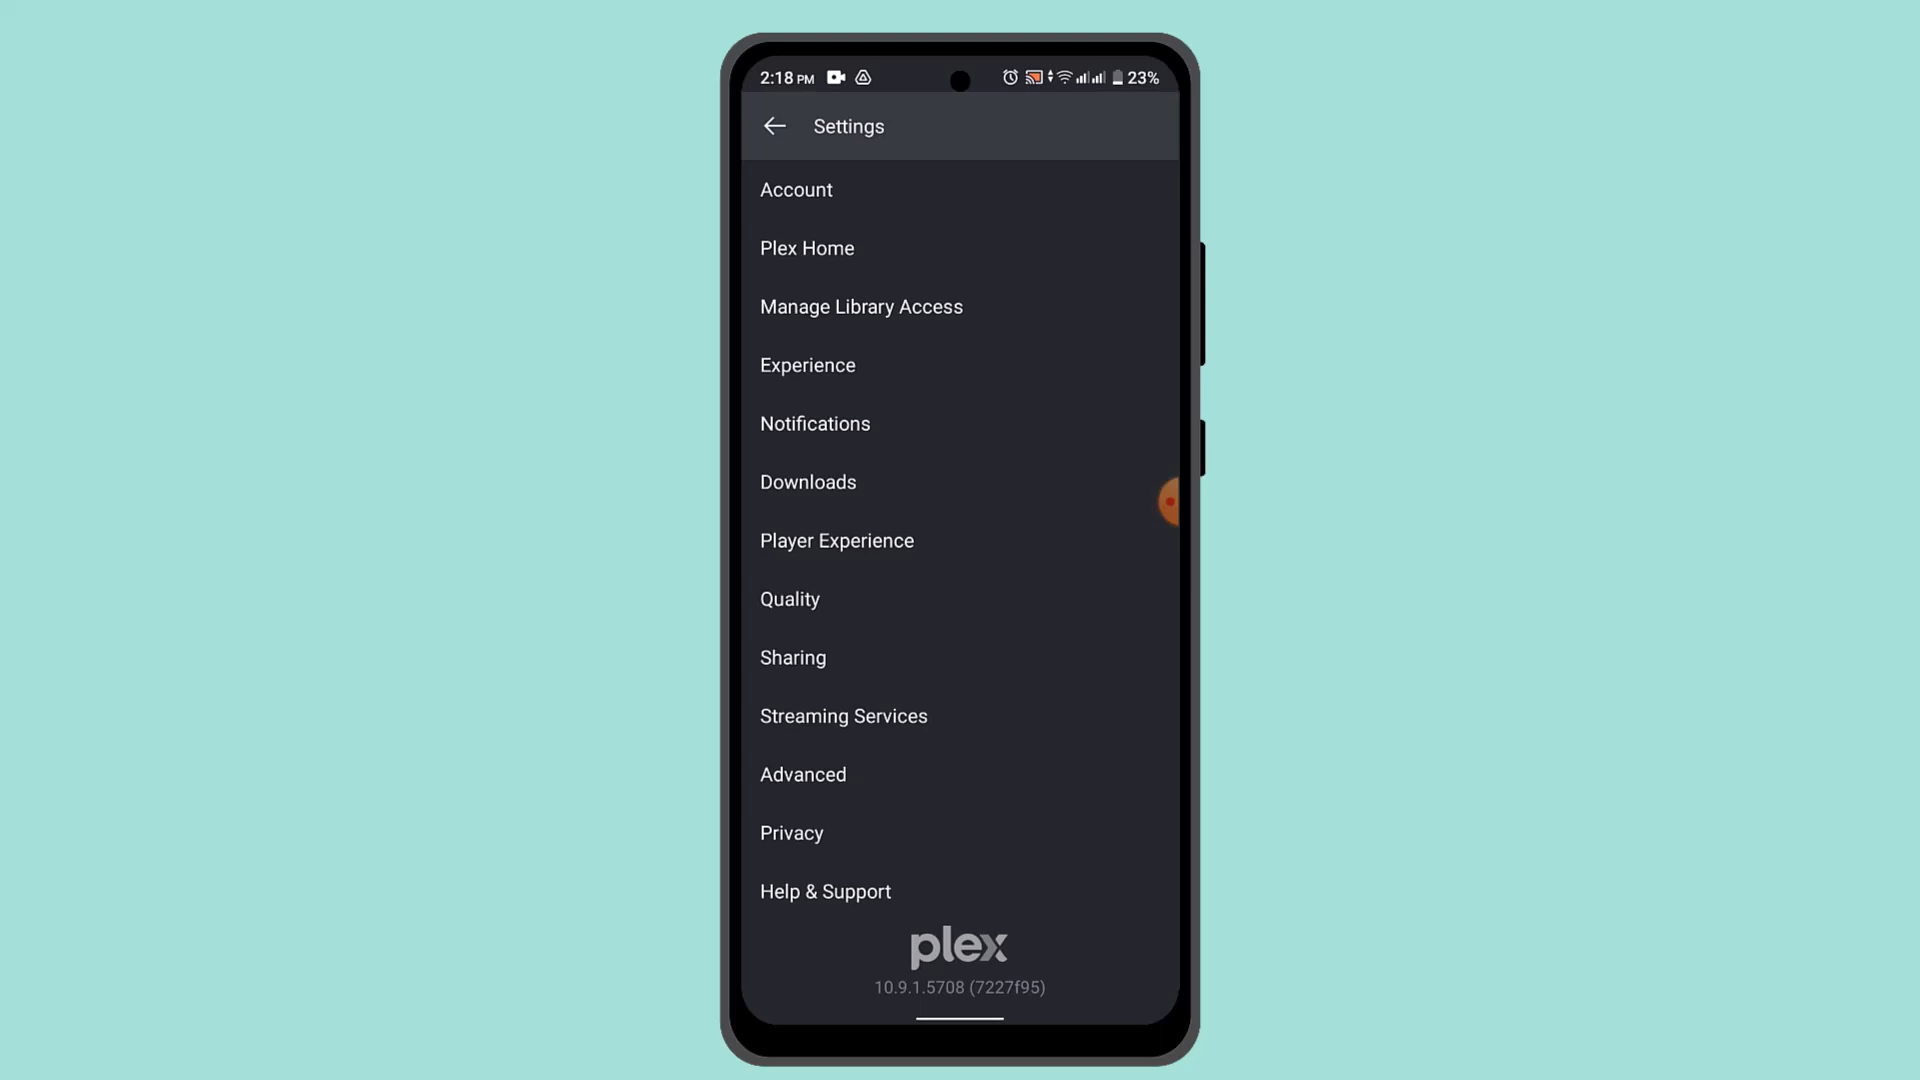 2:18 PM 23%
Settings
Account
Plex Home
Manage Library Access
Experience
Notifications
Downloads
Player Experience
Quality
Sharing
Streaming Services
Advanced
Privacy
Help & Support
plex
10.9.1.5708 (7227f95)